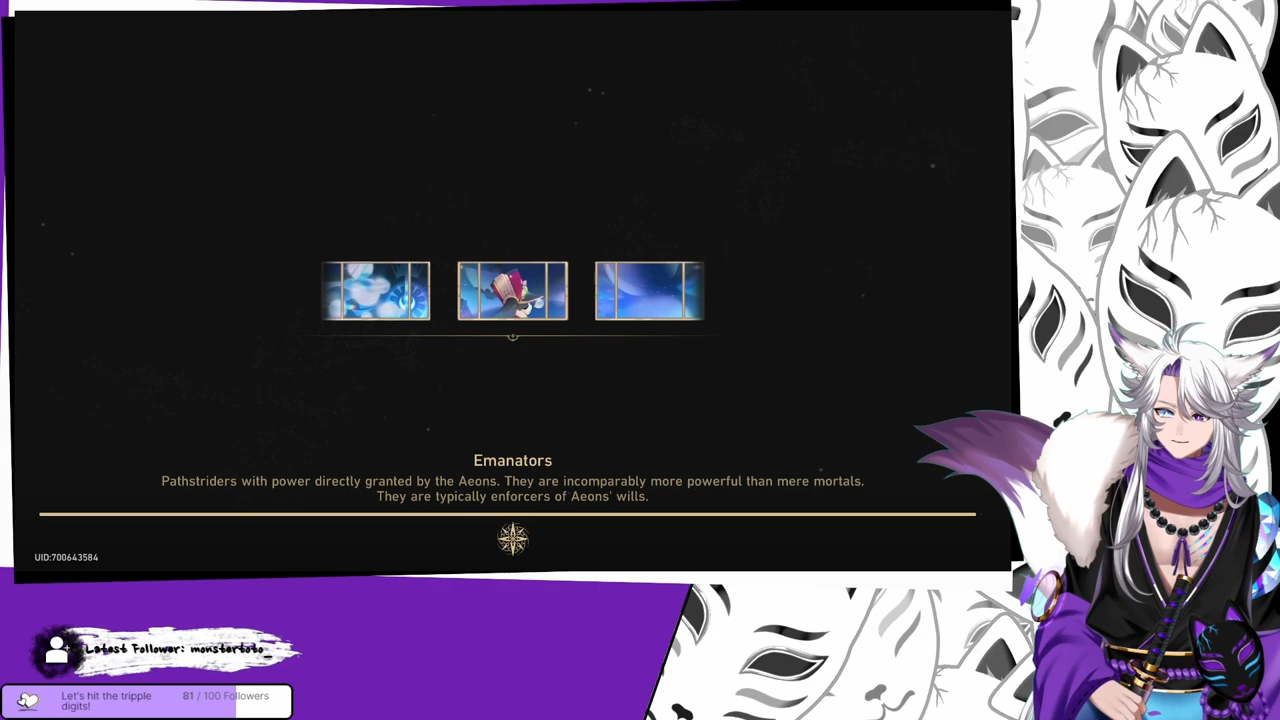 Emanators
Pathstriders with power directly granted by the Aeons. They are incomparably more powerful than mere mortals.
They are typically enforcers of Aeons' wills.
UID:700643584
Latest Follower: monstertoto_
Let's hit the tripple
digits!
81 / 100 Followers